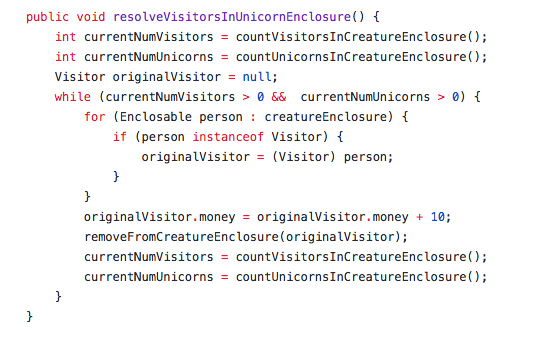 public void resolveVisitorsInUnicornEnclosure() {
    int currentNumVisitors = countVisitorsInCreatureEnclosure();
    int currentNumUnicorns = countUnicornsInCreatureEnclosure();
    Visitor originalVisitor = null;
    while (currentNumVisitors > 0 &&  currentNumUnicorns > 0) {
        for (Enclosable person : creatureEnclosure) {
            if (person instanceof Visitor) {
                originalVisitor = (Visitor) person;
            }
        }
        originalVisitor.money = originalVisitor.money + 10;
        removeFromCreatureEnclosure(originalVisitor);
        currentNumVisitors = countVisitorsInCreatureEnclosure();
        currentNumUnicorns = countUnicornsInCreatureEnclosure();
    }
}